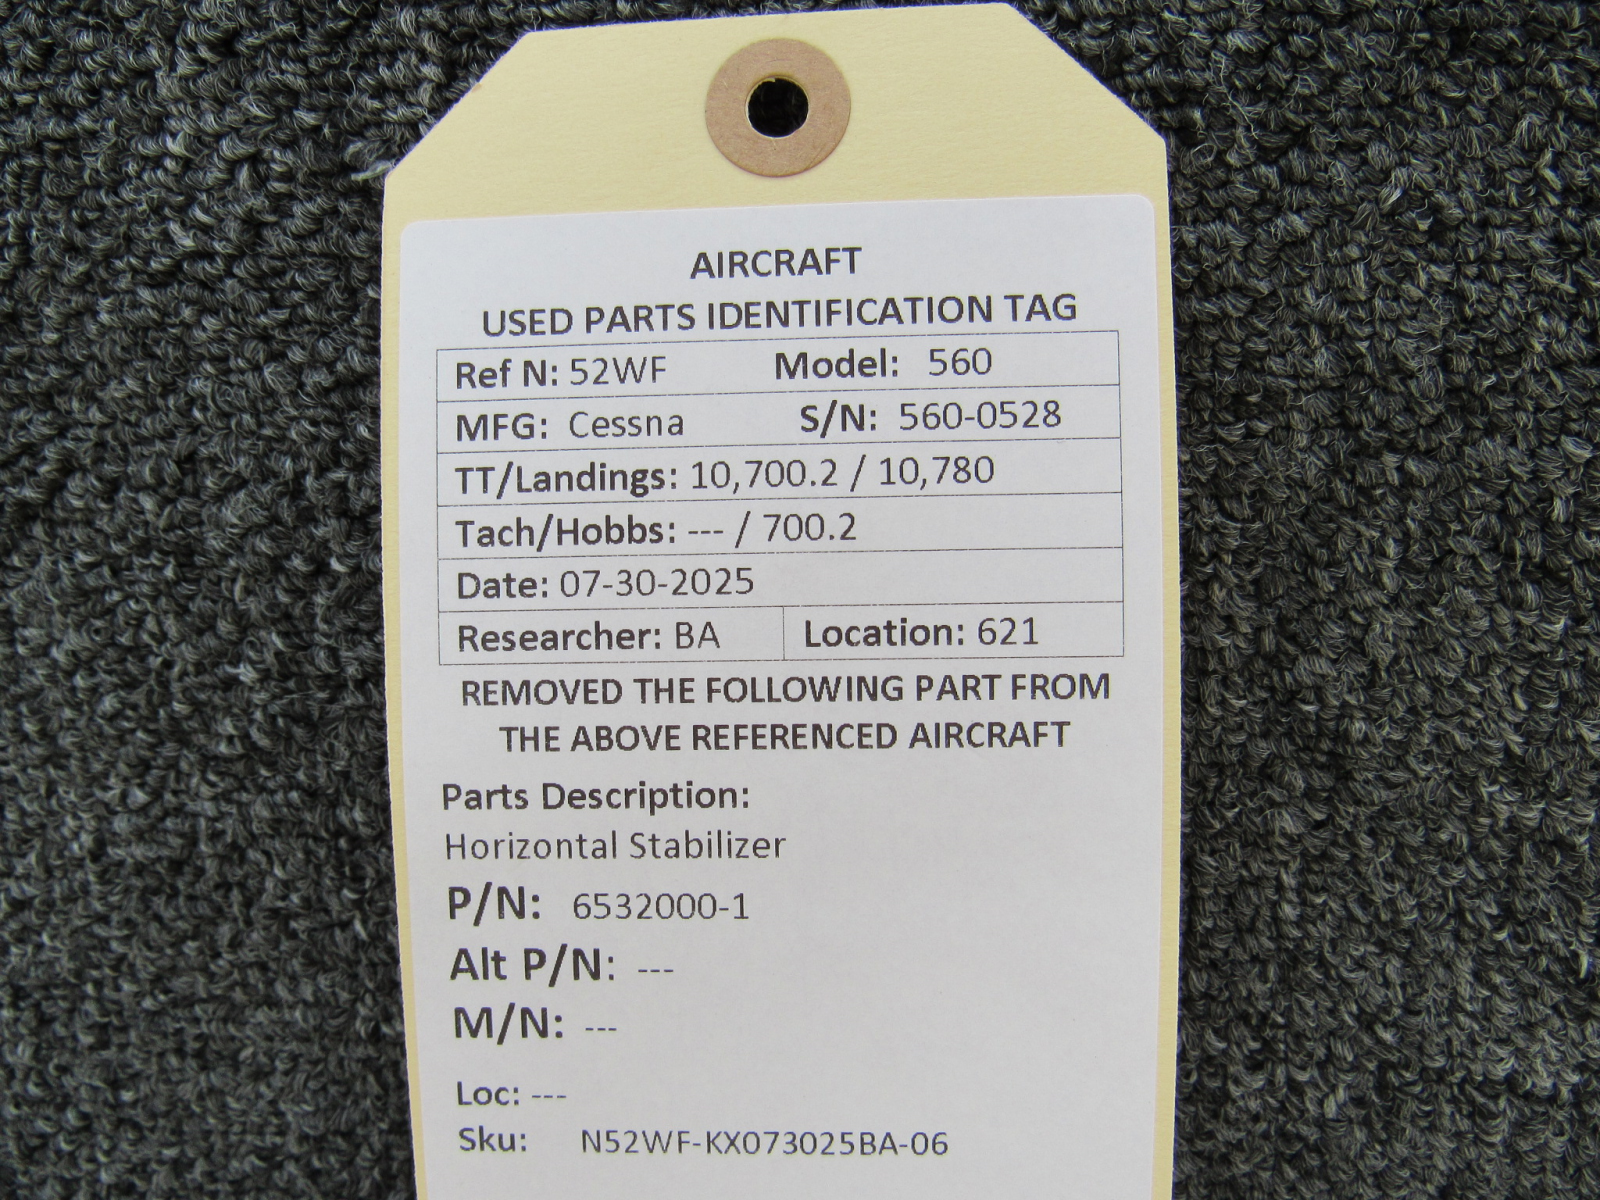 AIRCRAFT
USED PARTS IDENTIFICATION TAG
Ref N: 52WF Model: 560
MFG: Cessna S/N: 560-0528
TT/Landings: 10,700.2 / 10,780
Tach/Hobbs: --- / 700.2
Date: 07-30-2025
Researcher: BA Location: 621
REMOVED THE FOLLOWING PART FROM
THE ABOVE REFERENCED AIRCRAFT
Parts Description:
Horizontal Stabilizer
P/N: 6532000-1
Alt P/N: ---
M/N: ---
Loc: ---
Sku: N52WF-KX073025BA-06